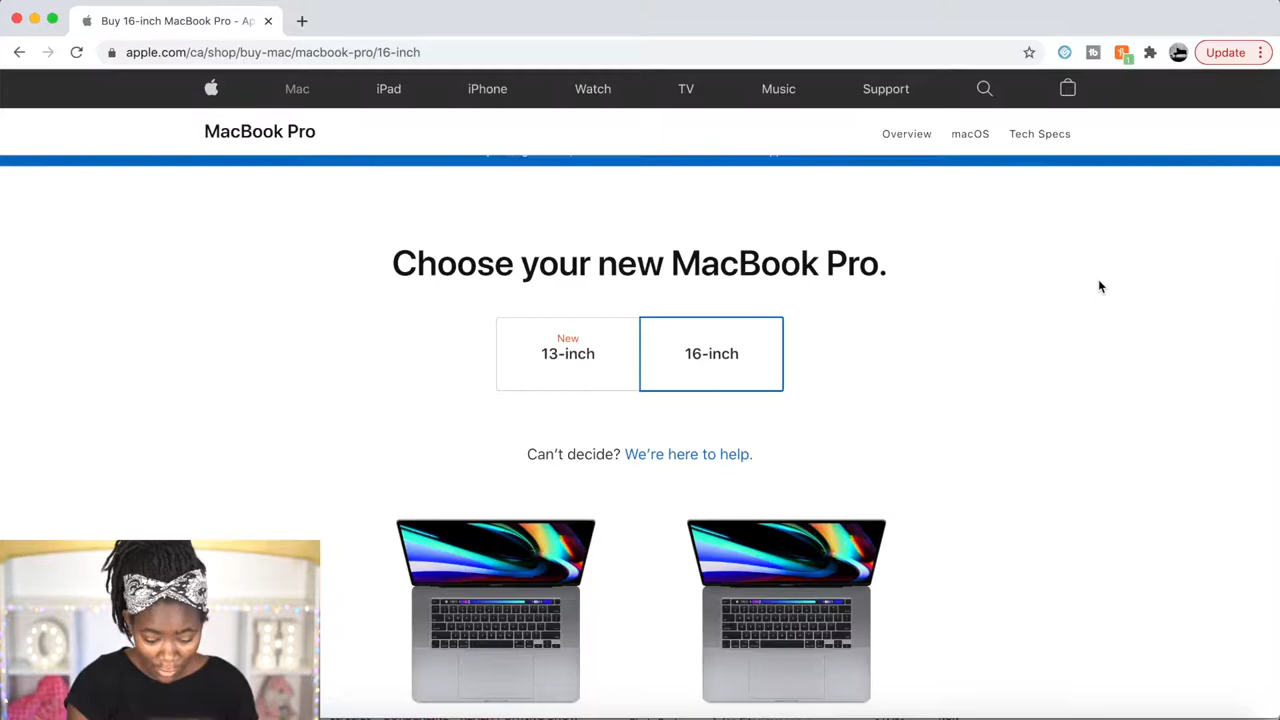 Buy 16-inch MacBook Pro - Ap
apple.com/ca/shop/buy-mac/macbook-pro/16-inch
1
Update
Mac iPad iPhone Watch TV Music Support
MacBook Pro
Overview macOS Tech Specs
Choose your new MacBook Pro.
New
13-inch
16-inch
Can't decide? We're here to help.
O H